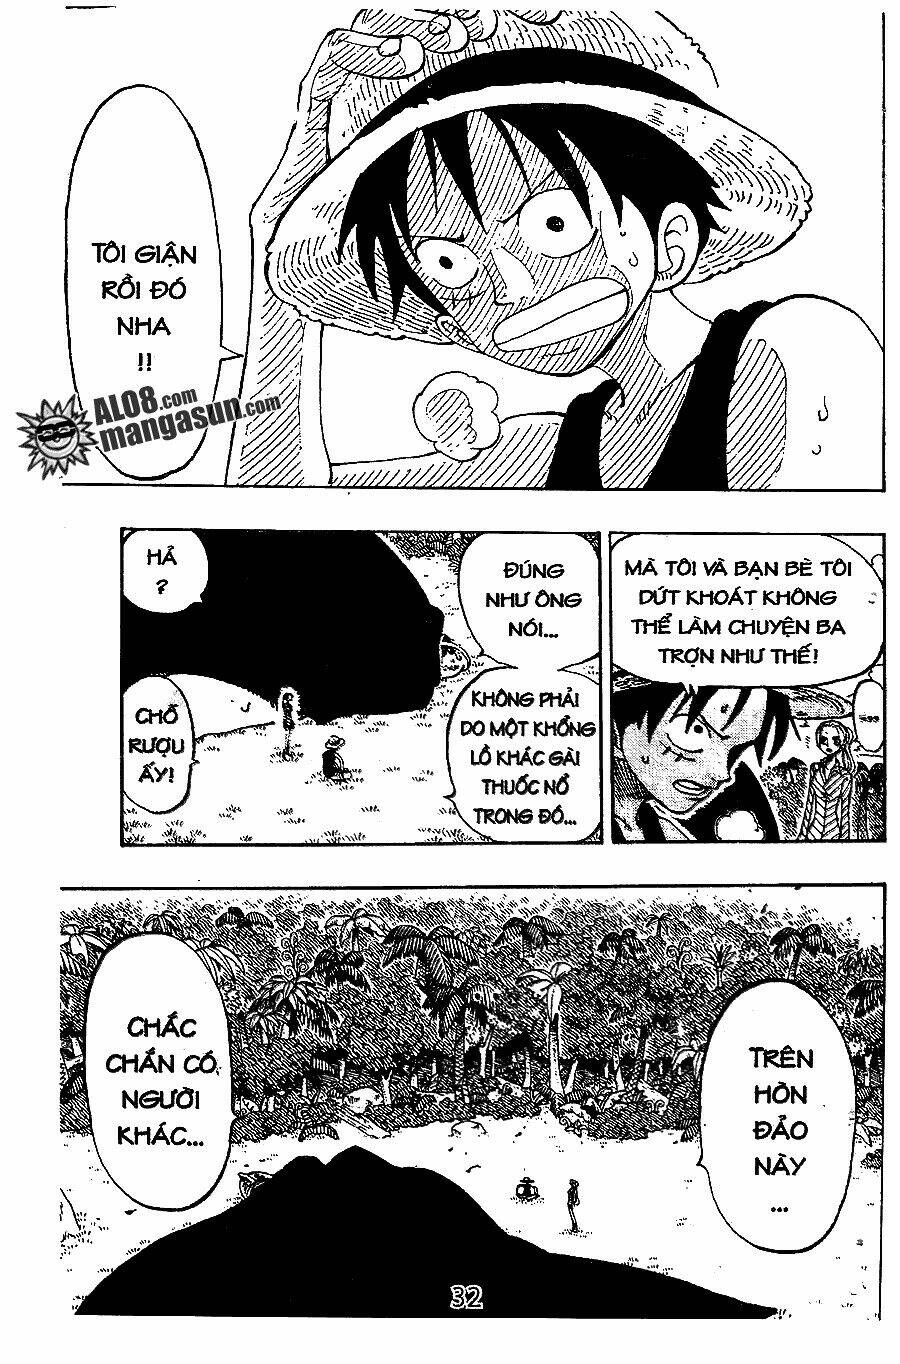 TÔI GIẬN
RỒI ĐÓ
NHA
!!
AL08.com
mangasun.com
MÀ TÔI VÀ BẠN BÈ TÔI
DỨT KHOÁT KHÔNG
THỂ LÀM CHUYỆN BA
TRỢN NHƯ THẾ!
ĐÚNG
NHƯ ÔNG
NÓI...
KHÔNG PHẢI
DO MỘT KHỔNG
LỒ KHÁC GÀI
THUỐC NỔ
TRONG ĐÓ...
HẢ
?
CHỖ
RƯỢU
ẤY!
TRÊN
HÒN
ĐẢO
NÀY
...
CHẮC
CHẮN CÓ
NGƯỜI
KHÁC...
32